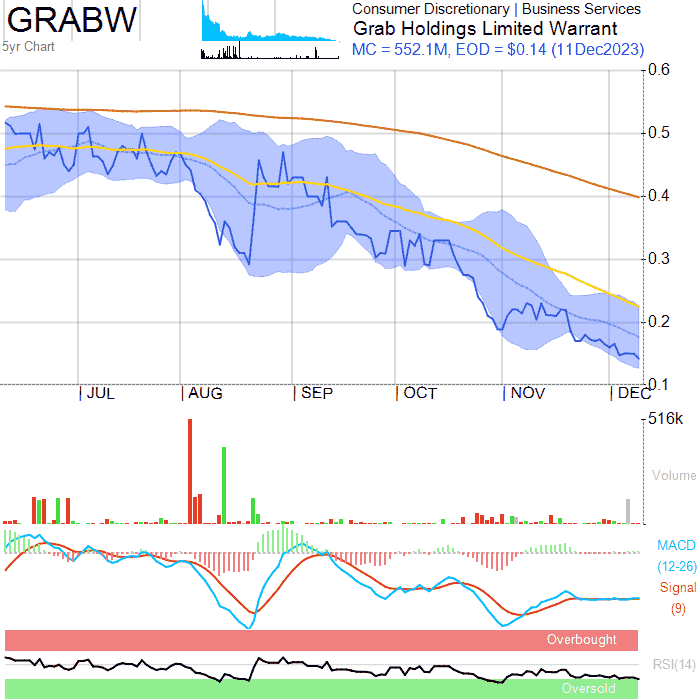 GRABW
5yr Chart
Consumer Discretionary | Business Services
Grab Holdings Limited Warrant
MC = 552.1M, EOD = $0.14 (11Dec2023)
0.6
0.5
0.4
0.3
0.2
0.1
JUL AUG SEP OCT NOV DEC
516k
Volume
MACD
(12-26)
Signal
(9)
Overbought
RSI(14)
Oversold